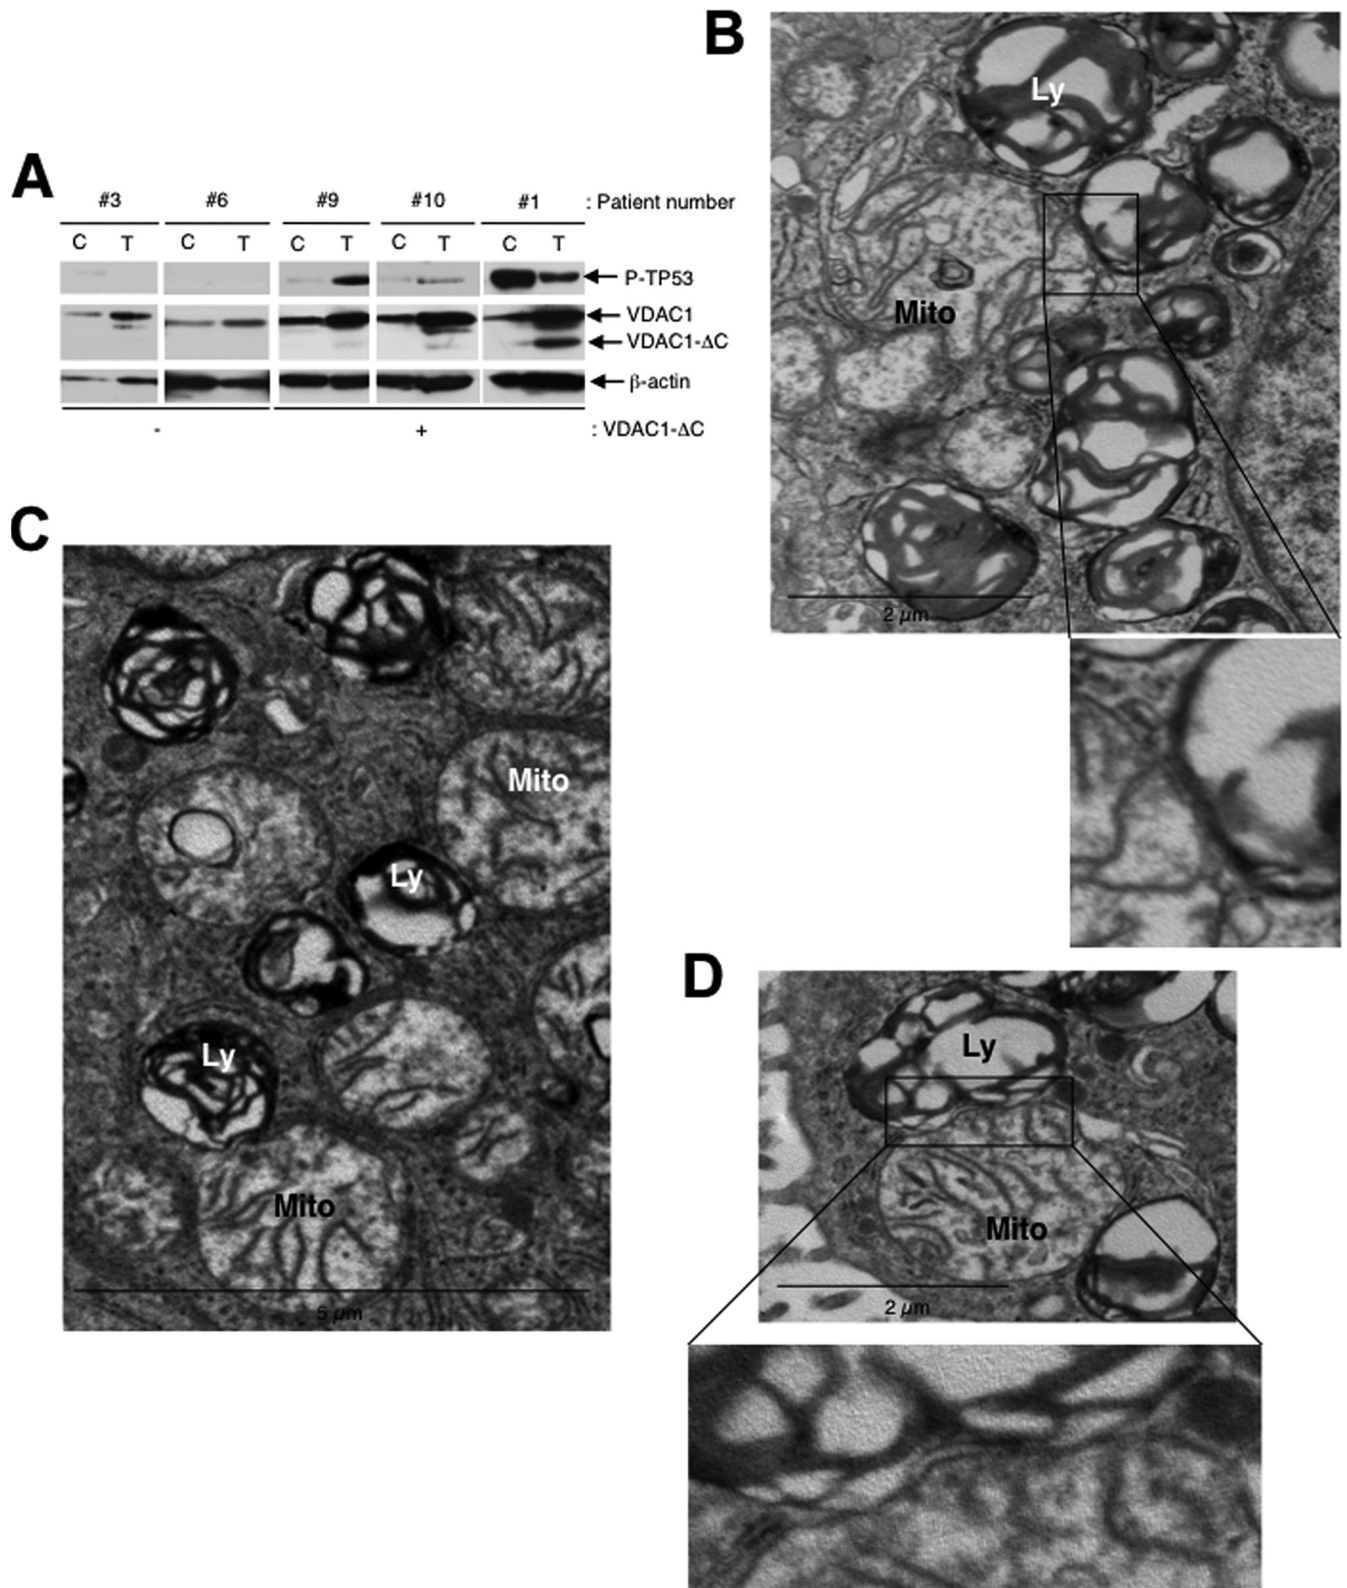 A
#3 #6 #9 #10 #1 : Patient number
C T C T C T C T C T
P-TP53
VDAC1
VDAC1-ΔC
β-actin
- + : VDAC1-ΔC
B
Ly
Mito
2 µm
C
Mito
Ly
Ly
Mito
5 µm
D
Ly
Mito
2 µm